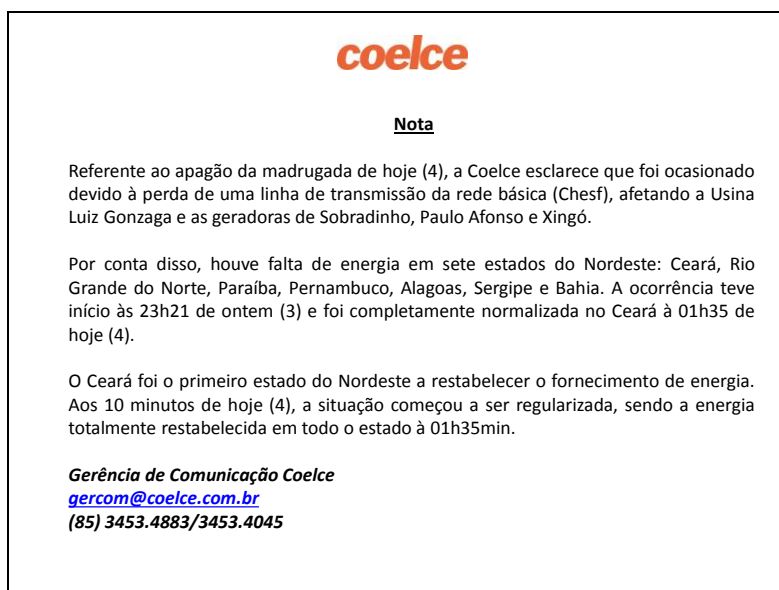 coelce
Nota
Referente ao apagão da madrugada de hoje (4), a Coelce esclarece que foi ocasionado
devido à perda de uma linha de transmissão da rede básica (Chesf), afetando a Usina
Luiz Gonzaga e as geradoras de Sobradinho, Paulo Afonso e Xingó.
Por conta disso, houve falta de energia em sete estados do Nordeste: Ceará, Rio
Grande do Norte, Paraíba, Pernambuco, Alagoas, Sergipe e Bahia. A ocorrência teve
início às 23h21 de ontem (3) e foi completamente normalizada no Ceará à 01h35 de
hoje (4).
O Ceará foi o primeiro estado do Nordeste a restabelecer o fornecimento de energia.
Aos 10 minutos de hoje (4), a situação começou a ser regularizada, sendo a energia
totalmente restabelecida em todo o estado à 01h35min.
Gerência de Comunicação Coelce
gercom@coelce.com.br
(85) 3453.4883/3453.4045